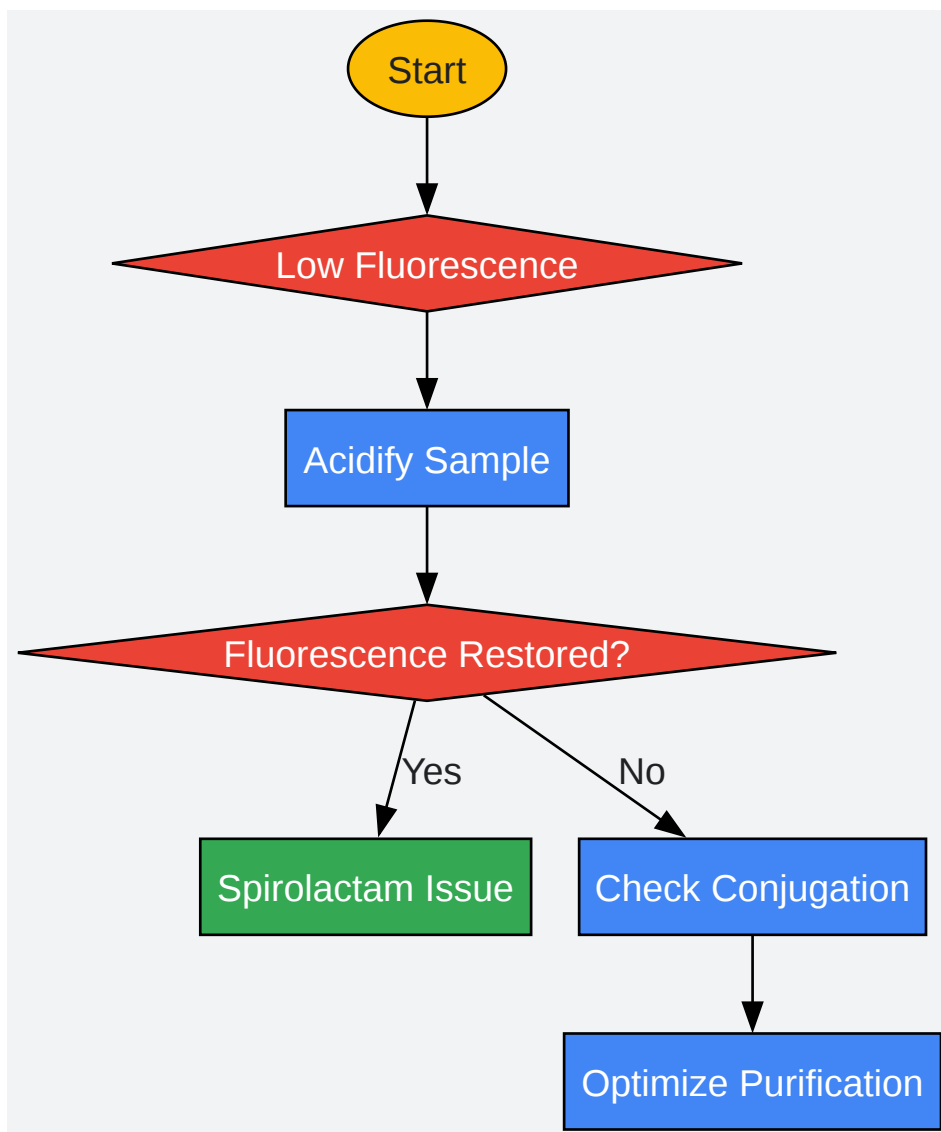 Start
Low Fluorescence
Acidify Sample
Fluorescence Restored?
Yes
No
Spirolactam Issue
Check Conjugation
Optimize Purification